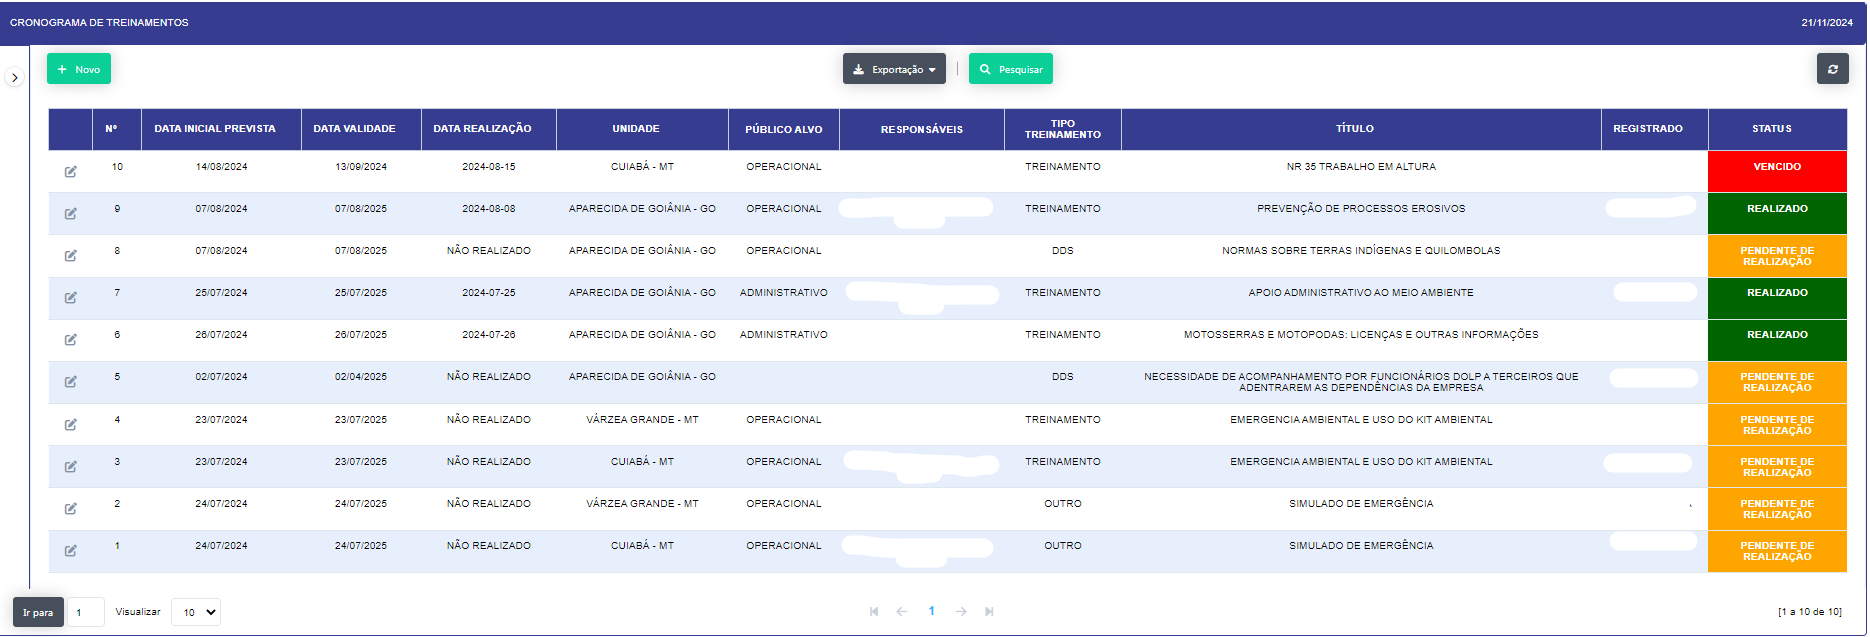 CRONOGRAMA DE TREINAMENTOS 21/11/2024
+ Novo Exportação | Pesquisar
Nº DATA INICIAL PREVISTA DATA VALIDADE DATA REALIZAÇÃO UNIDADE PÚBLICO ALVO RESPONSÁVEIS TIPO TREINAMENTO TÍTULO REGISTRADO STATUS
10 14/08/2024 13/09/2024 2024-08-15 CUIABÁ - MT OPERACIONAL TREINAMENTO NR 35 TRABALHO EM ALTURA VENCIDO
9 07/08/2024 07/08/2025 2024-08-08 APARECIDA DE GOIÂNIA - GO OPERACIONAL TREINAMENTO PREVENÇÃO DE PROCESSOS EROSIVOS REALIZADO
8 07/08/2024 07/08/2025 NÃO REALIZADO APARECIDA DE GOIÂNIA - GO OPERACIONAL DDS NORMAS SOBRE TERRAS INDÍGENAS E QUILOMBOLAS PENDENTE DE REALIZAÇÃO
7 25/07/2024 25/07/2025 2024-07-25 APARECIDA DE GOIÂNIA - GO ADMINISTRATIVO TREINAMENTO APOIO ADMINISTRATIVO AO MEIO AMBIENTE REALIZADO
6 26/07/2024 26/07/2025 2024-07-26 APARECIDA DE GOIÂNIA - GO ADMINISTRATIVO TREINAMENTO MOTOSSERRAS E MOTOPODAS: LICENÇAS E OUTRAS INFORMAÇÕES REALIZADO
5 02/07/2024 02/04/2025 NÃO REALIZADO APARECIDA DE GOIÂNIA - GO DDS NECESSIDADE DE ACOMPANHAMENTO POR FUNCIONÁRIOS DOLP A TERCEIROS QUE ADENTRAREM AS DEPENDÊNCIAS DA EMPRESA PENDENTE DE REALIZAÇÃO
4 23/07/2024 23/07/2025 NÃO REALIZADO VÁRZEA GRANDE - MT OPERACIONAL TREINAMENTO EMERGENCIA AMBIENTAL E USO DO KIT AMBIENTAL PENDENTE DE REALIZAÇÃO
3 23/07/2024 23/07/2025 NÃO REALIZADO CUIABÁ - MT OPERACIONAL TREINAMENTO EMERGENCIA AMBIENTAL E USO DO KIT AMBIENTAL PENDENTE DE REALIZAÇÃO
2 24/07/2024 24/07/2025 NÃO REALIZADO VÁRZEA GRANDE - MT OPERACIONAL OUTRO SIMULADO DE EMERGÊNCIA PENDENTE DE REALIZAÇÃO
1 24/07/2024 24/07/2025 NÃO REALIZADO CUIABÁ - MT OPERACIONAL OUTRO SIMULADO DE EMERGÊNCIA PENDENTE DE REALIZAÇÃO
Ir para 1 Visualizar 10 1 [1 a 10 de 10]